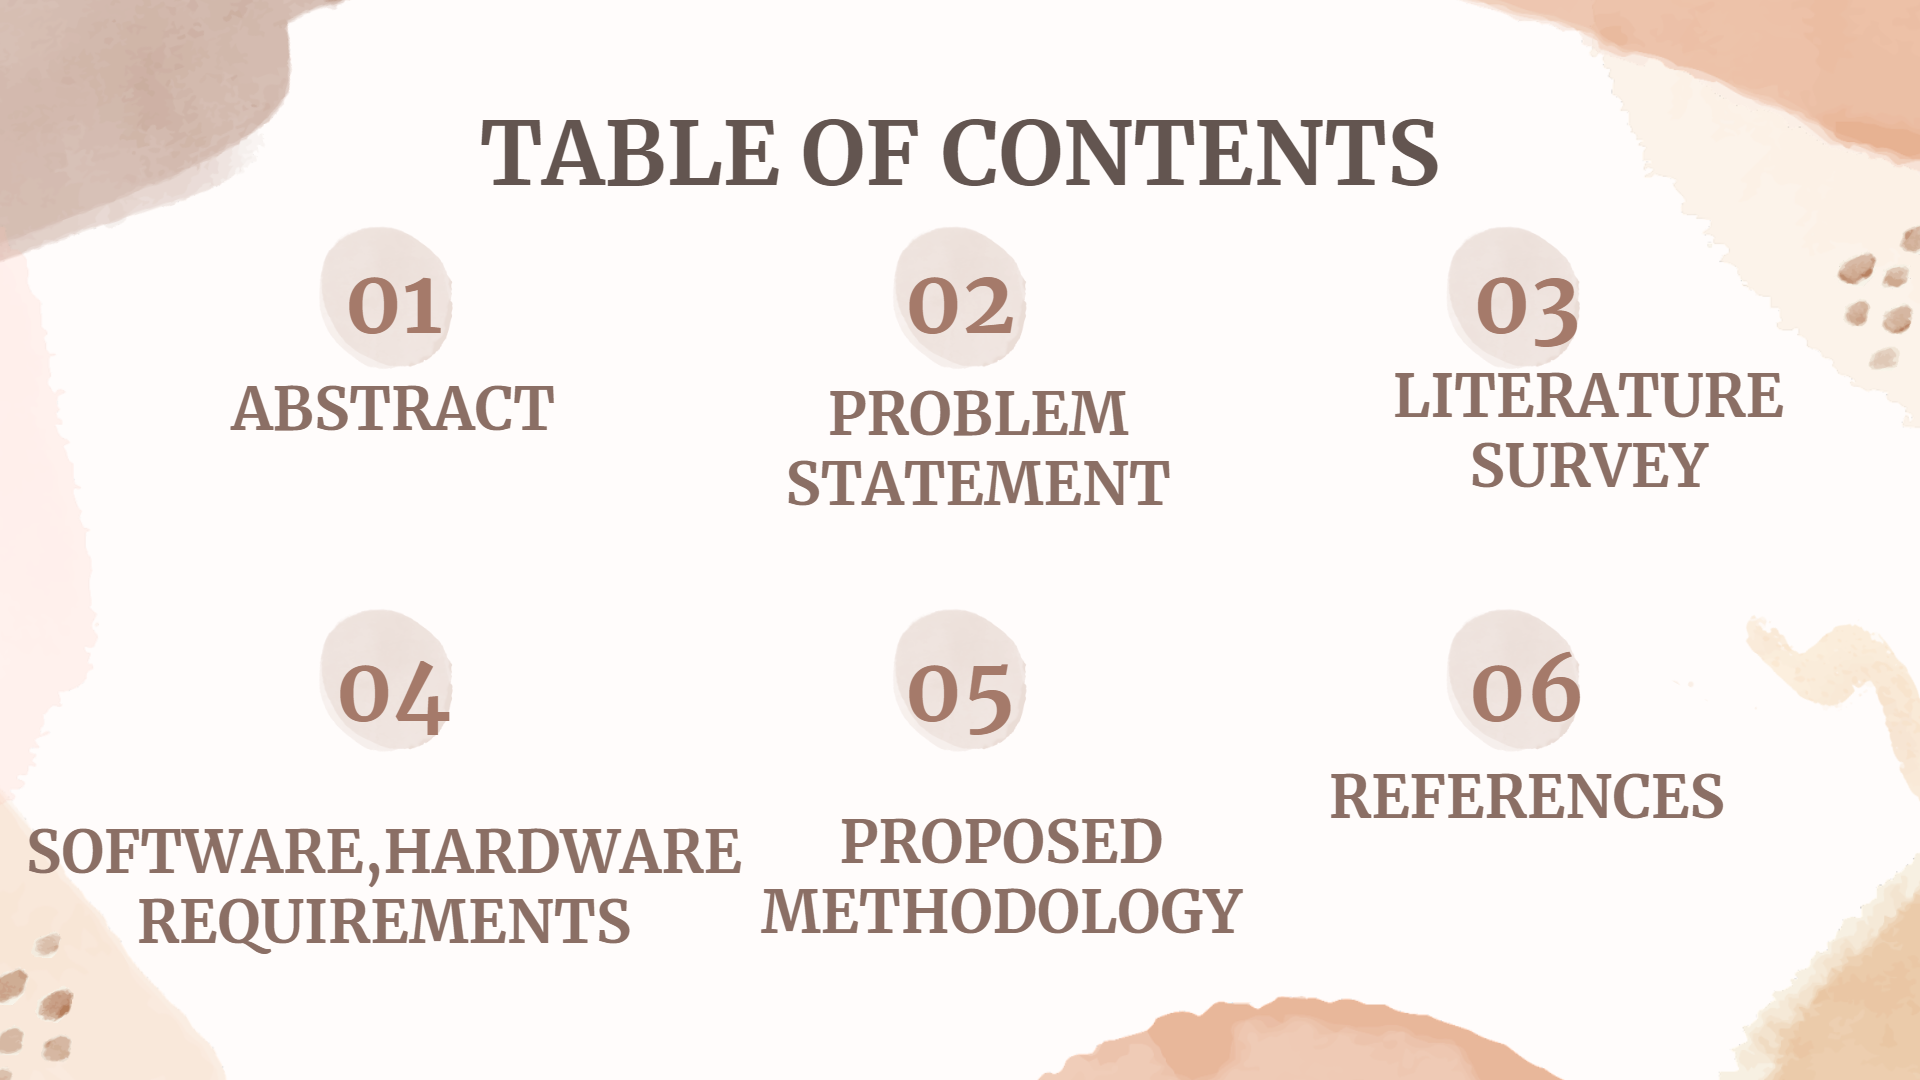 TABLE OF CONTENTS
01
02
03
ABSTRACT
PROBLEM
STATEMENT
LITERATURE
SURVEY
04
05
06
SOFTWARE,HARDWARE
REQUIREMENTS
PROPOSED
METHODOLOGY
REFERENCES